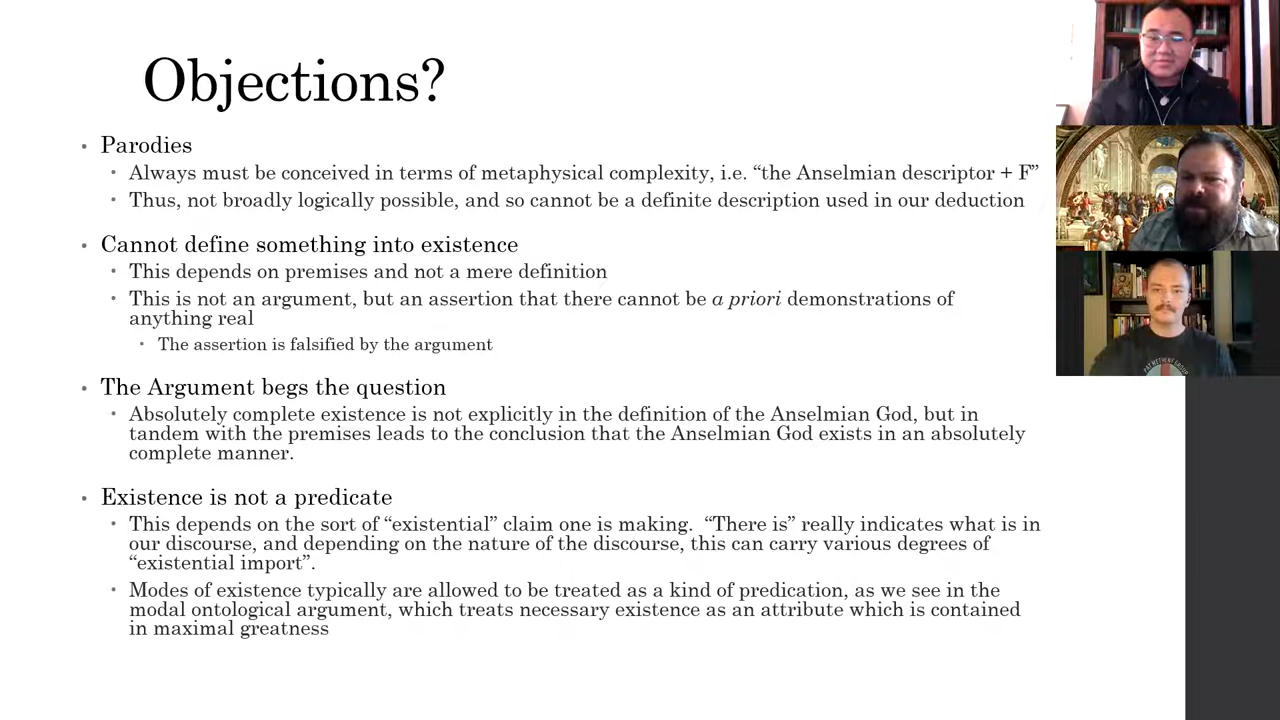 Objections?
• Parodies
• Always must be conceived in terms of metaphysical complexity, i.e. “the Anselmian descriptor + F”
• Thus, not broadly logically possible, and so cannot be a definite description used in our deduction
• Cannot define something into existence
• This depends on premises and not a mere definition
• This is not an argument, but an assertion that there cannot be a priori demonstrations of
anything real
• The assertion is falsified by the argument
• The Argument begs the question
• Absolutely complete existence is not explicitly in the definition of the Anselmian God, but in
tandem with the premises leads to the conclusion that the Anselmian God exists in an absolutely
complete manner.
• Existence is not a predicate
• This depends on the sort of “existential” claim one is making.  “There is” really indicates what is in
our discourse, and depending on the nature of the discourse, this can carry various degrees of
“existential import”.
• Modes of existence typically are allowed to be treated as a kind of predication, as we see in the
modal ontological argument, which treats necessary existence as an attribute which is contained
in maximal greatness
PAT METHENY GROUP